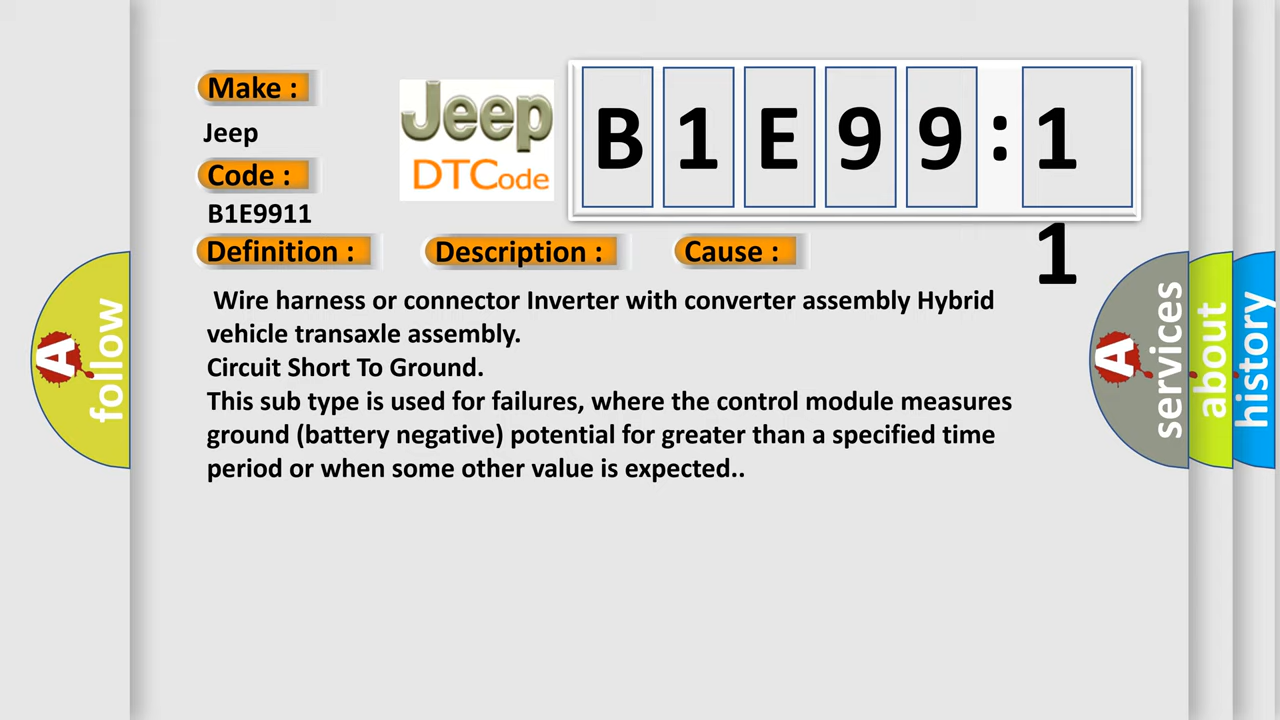 Make :
Jeep
Code :
B1E9911
Jeep
DTCode
B1E99:1
1
Definition :
Description :
Cause :
Wire harness or connector Inverter with converter assembly Hybrid
vehicle transaxle assembly.
Circuit Short To Ground.
This sub type is used for failures, where the control module measures
ground (battery negative) potential for greater than a specified time
period or when some other value is expected..
A follow
A services
about
history